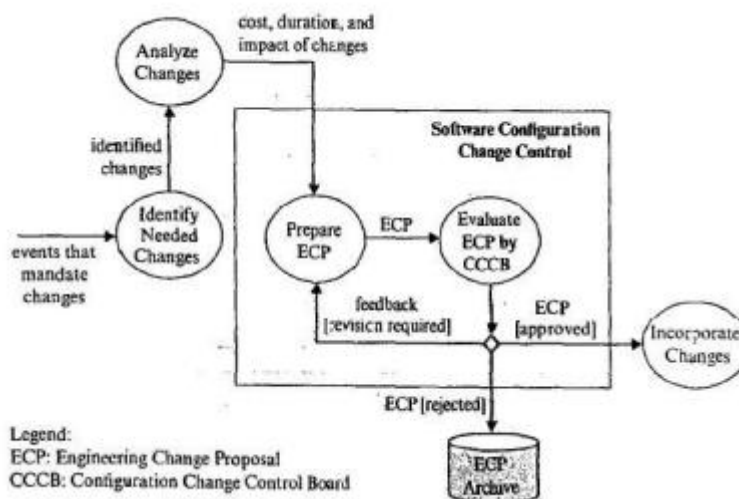 cost, duration, and
impact of changes
Analyze
Changes
Software Configuration
Change Control
identified
changes
Identify
Needed
Changes
events that
mandate
changes
Prepare
ECP
ECP
Evaluate
ECP by
CCCB
feedback
[revision required]
ECP
[approved]
Incorporate
Changes
ECP [rejected]
ECP
Archive
Legend:
ECP: Engineering Change Proposal
CCCB: Configuration Change Control Board